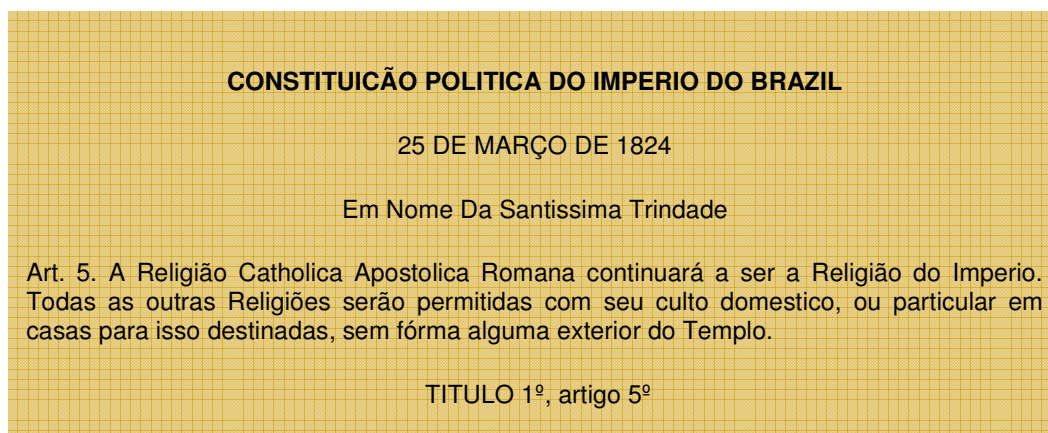 CONSTITUICÃO POLITICA DO IMPERIO DO BRAZIL
25 DE MARÇO DE 1824
Em Nome Da Santissima Trindade
Art. 5. A Religião Catholica Apostolica Romana continuará a ser a Religião do Imperio.
Todas as outras Religiões serão permitidas com seu culto domestico, ou particular em
casas para isso destinadas, sem fórma alguma exterior do Templo.
TITULO 1º, artigo 5º